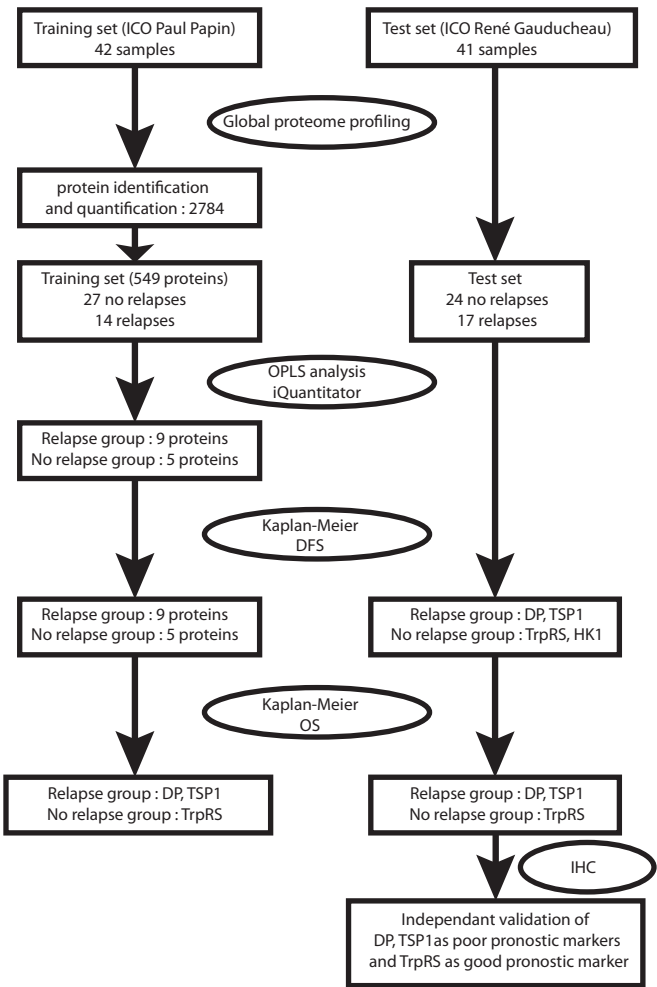 Training set (ICO Paul Papin)
42 samples
Test set (ICO René Gauducheau)
41 samples
Global proteome profiling
protein identification
and quantification : 2784
Training set (549 proteins)
27 no relapses
14 relapses
Test set
24 no relapses
17 relapses
OPLS analysis
iQuantitator
Relapse group : 9 proteins
No relapse group : 5 proteins
Kaplan-Meier
DFS
Relapse group : 9 proteins
No relapse group : 5 proteins
Relapse group : DP, TSP1
No relapse group : TrpRS, HK1
Kaplan-Meier
OS
Relapse group : DP, TSP1
No relapse group : TrpRS
Relapse group : DP, TSP1
No relapse group : TrpRS
IHC
Independant validation of
DP, TSP1as poor pronostic markers
and TrpRS as good pronostic marker